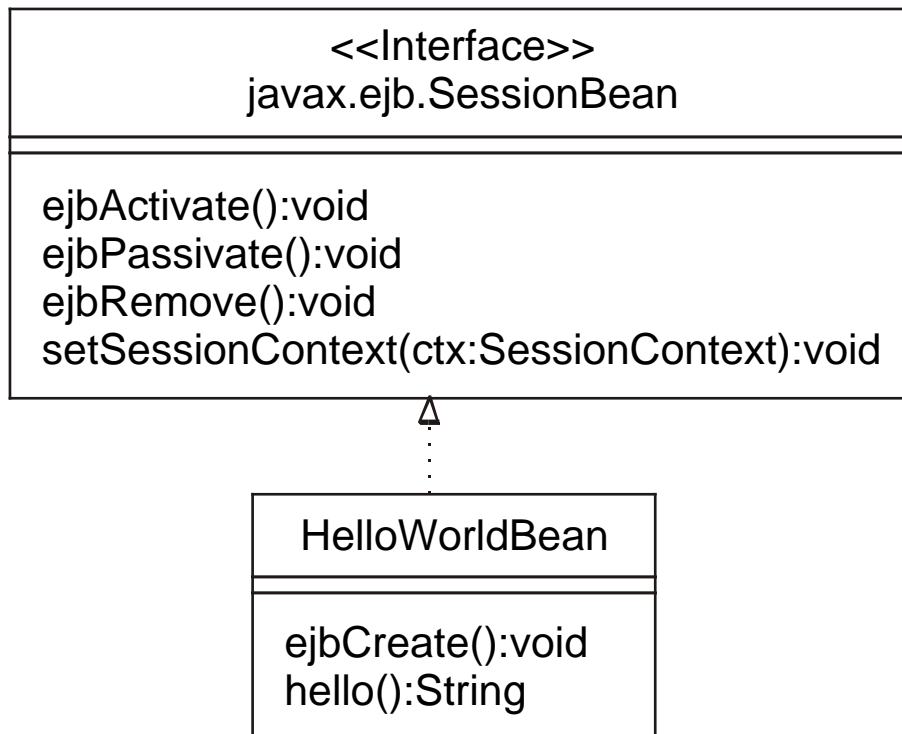 <<Interface>>
javax.ejb.SessionBean
ejbActivate():void
ejbPassivate():void
ejbRemove():void
setSessionContext(ctx:SessionContext):void
HelloWorldBean
ejbCreate():void
hello():String